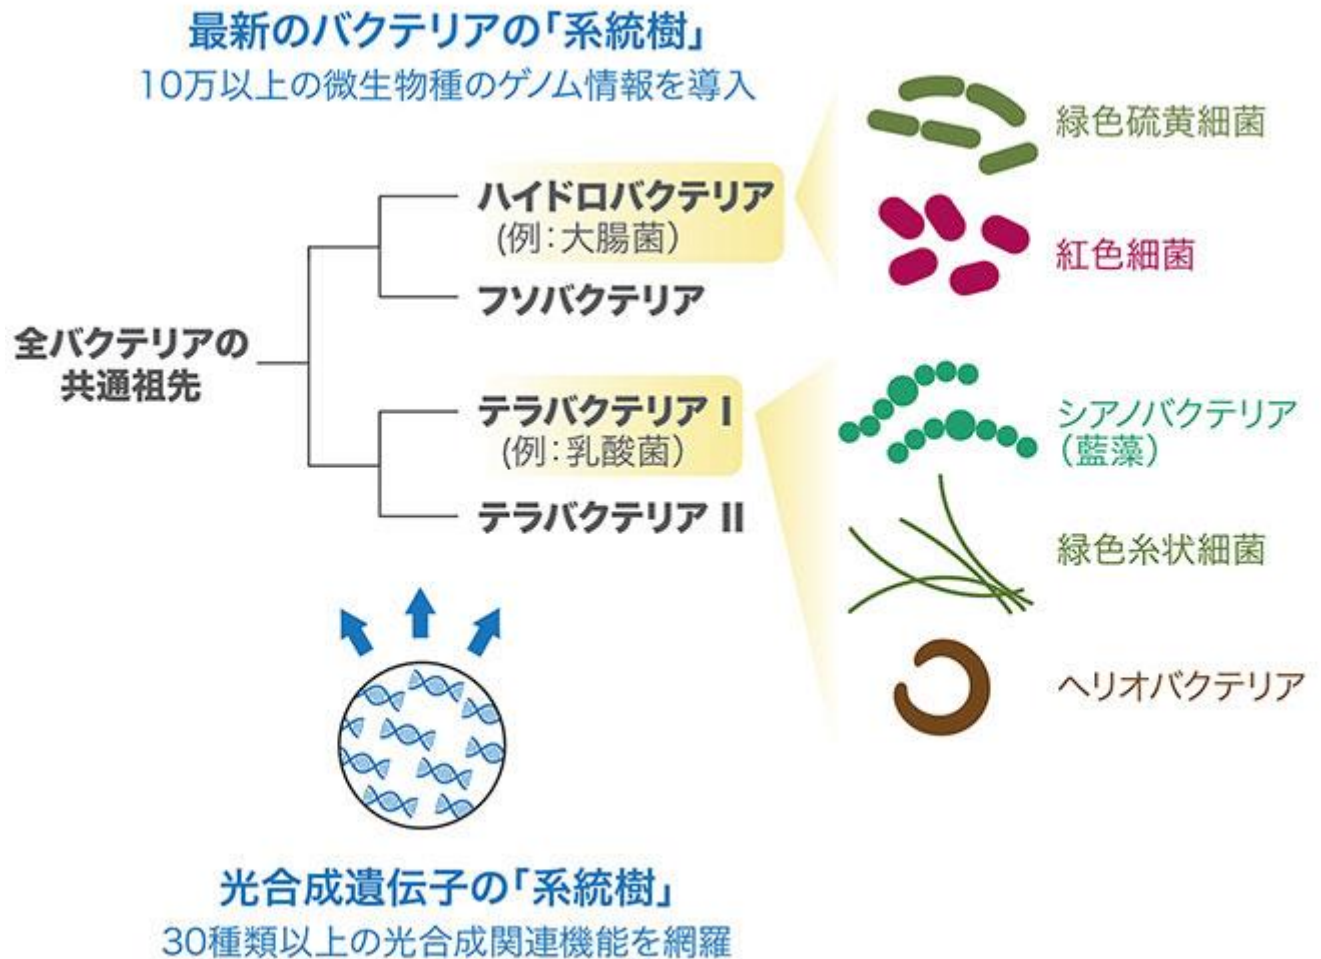 最新のバクテリアの「系統樹」
10万以上の微生物種のゲノム情報を導入
ハイドロバクテリア
(例：大腸菌）
フソバクテリア
全バクテリアの
共通祖先
テラバクテリア I
(例：乳酸菌）
テラバクテリア II
緑色硫黄細菌
紅色細菌
シアノバクテリア
（藍藻）
緑色糸状細菌
ヘリオバクテリア
光合成遺伝子の「系統樹」
30種類以上の光合成関連機能を網羅